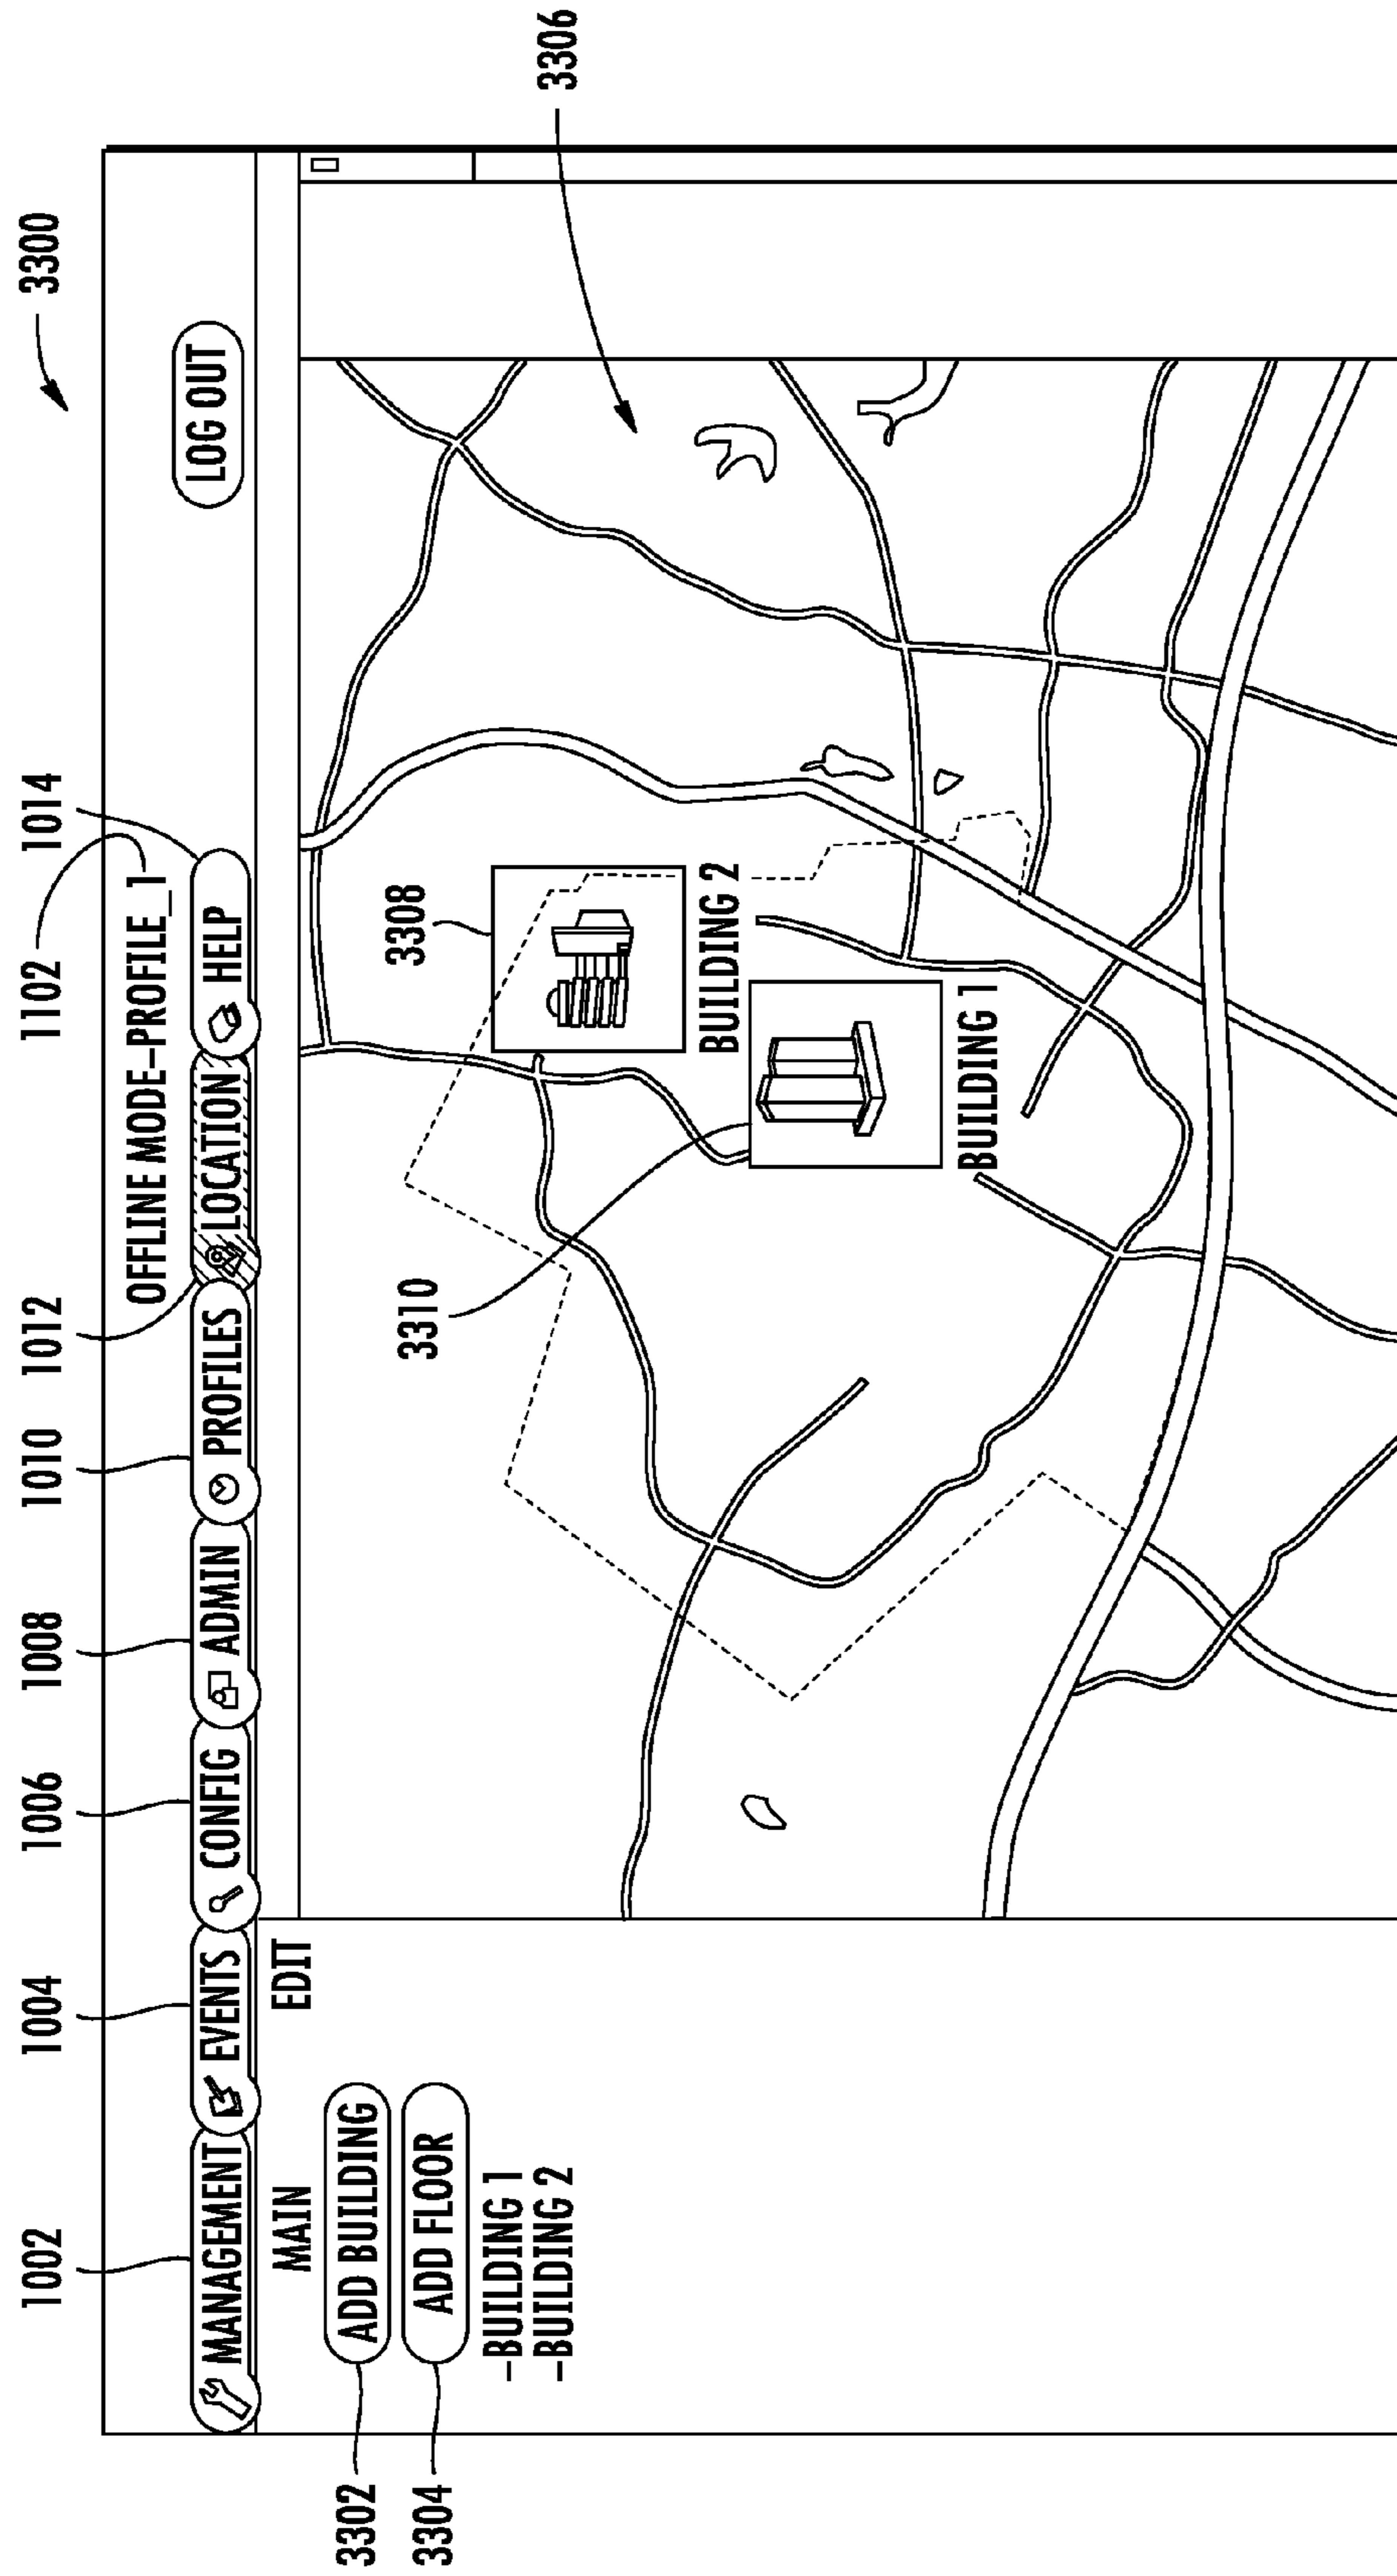 3300
1002 1004 1006 1008 1010 1012 1102 1014
OFFLINE MODE–PROFILE_1
LOG OUT
MANAGEMENT EVENTS CONFIG ADMIN PROFILES LOCATION HELP
MAIN EDIT
3302 ADD BUILDING
3304 ADD FLOOR
–BUILDING 1
–BUILDING 2
3308
3310
3306
BUILDING 2
BUILDING 1